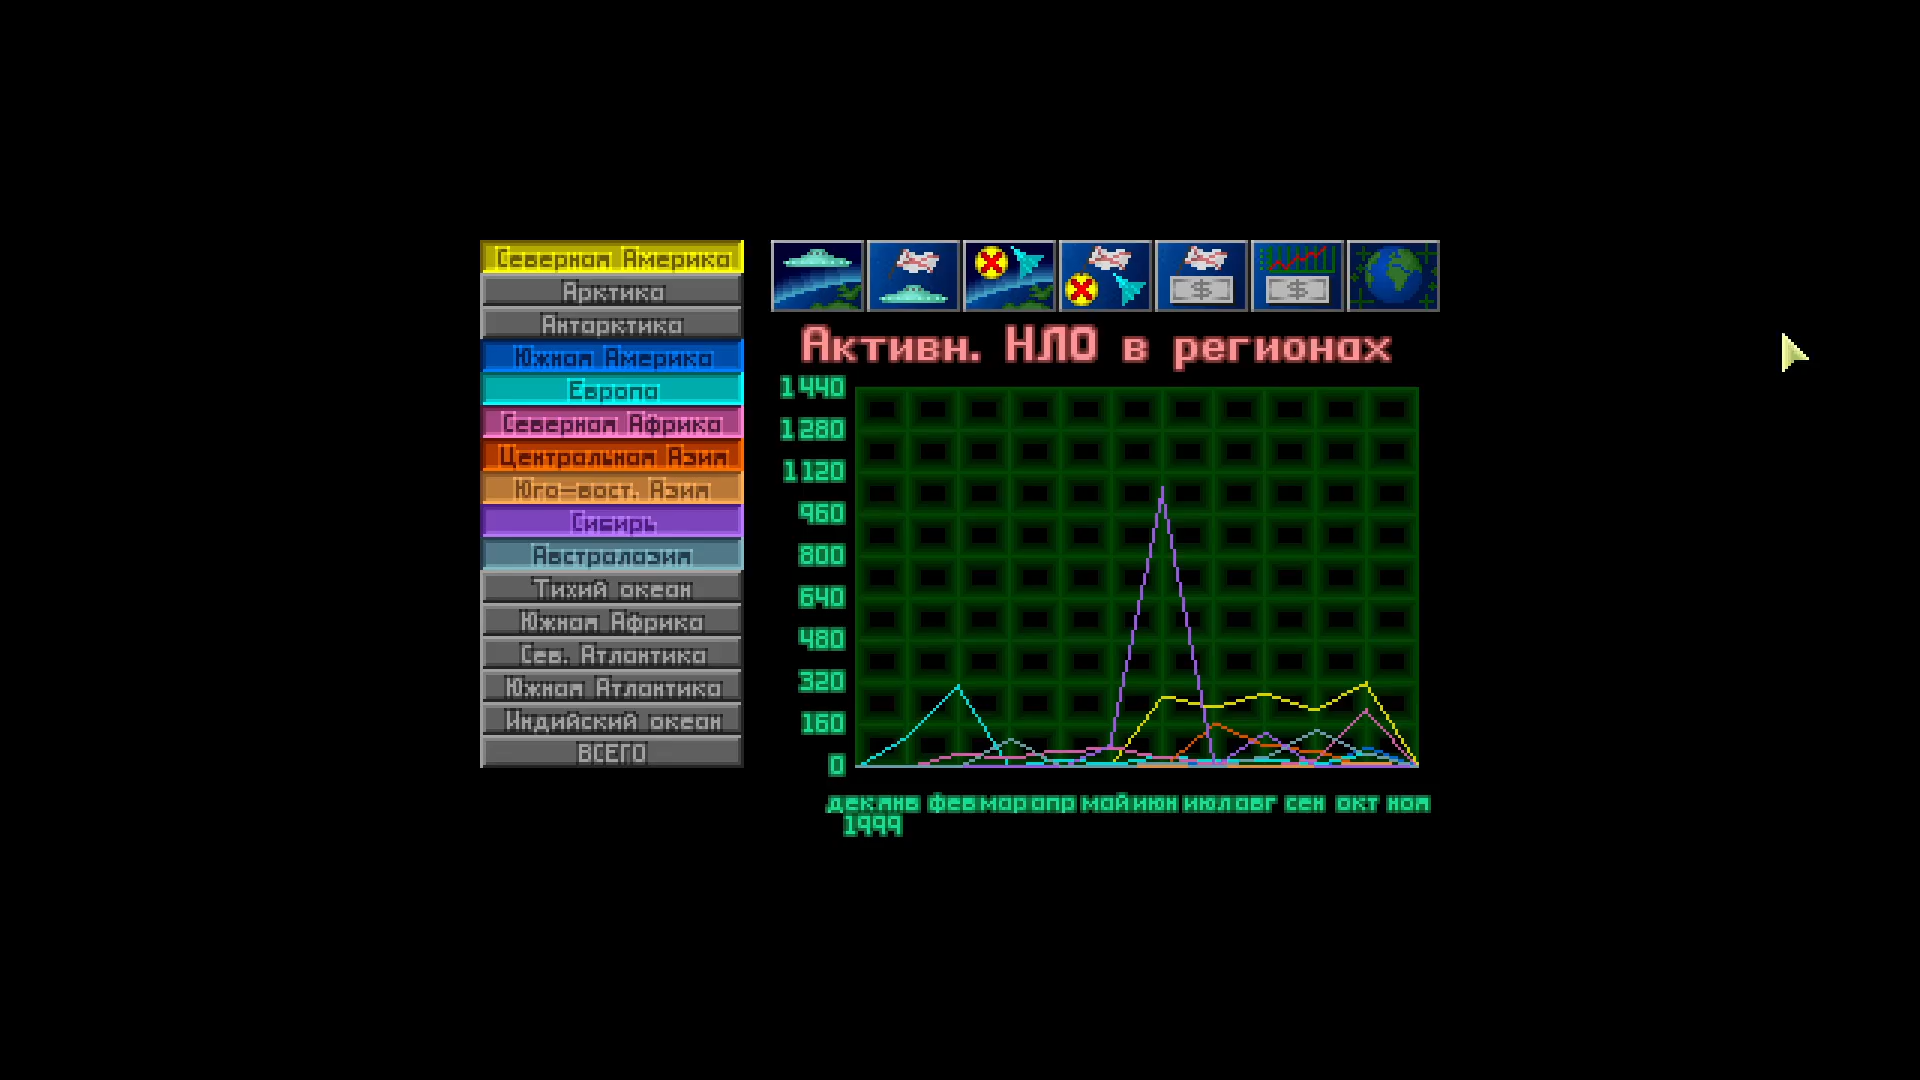 Северная Америка
Арктика
Антарктика
Южная Америка
Европа
Северная Африка
Центральная Азия
Юго-вост. Азия
Сибирь
Австралазия
Тихий океан
Южная Африка
Сев. Атлантика
Южная Атлантика
Индийский океан
ВСЕГО
$ $
Активн. НЛО в регионах
1440
1280
1120
960
800
640
480
320
160
0
дек янв фев мар апр май июн июл авг сен окт ноя
1999